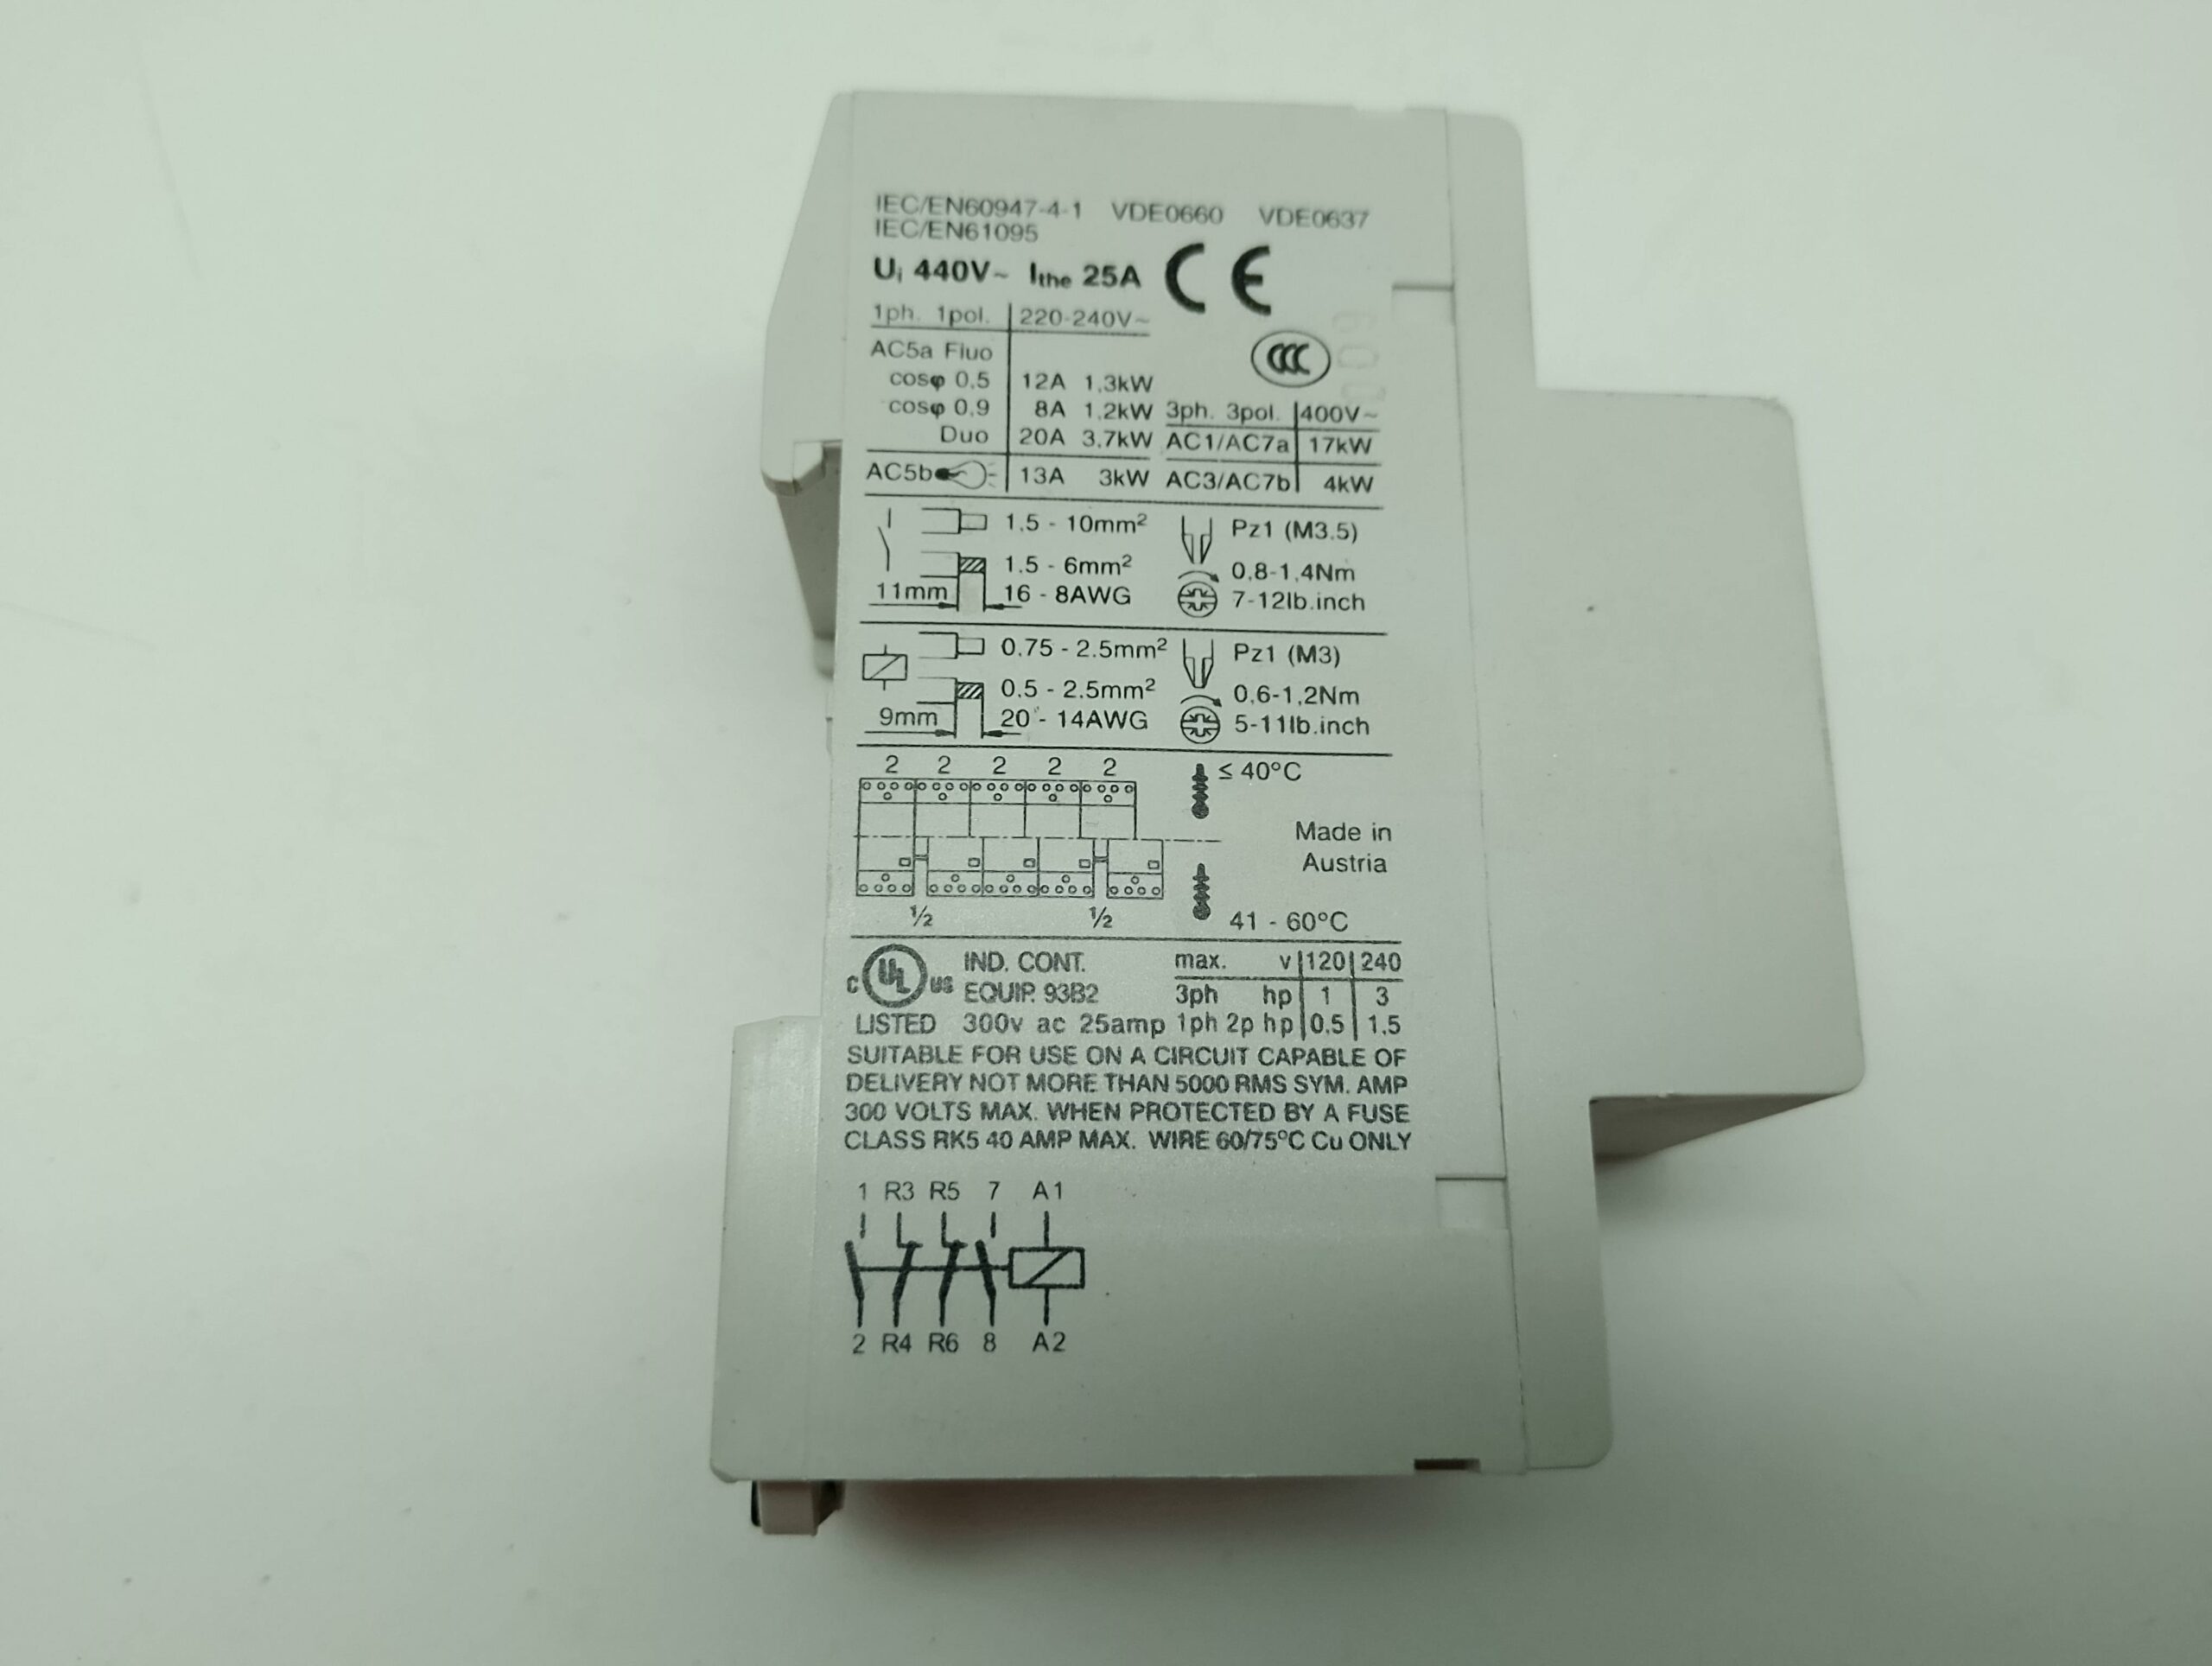 IEC/EN60947-4-1 VDE0660 VDE0637
IEC/EN61095
Ui 440V~ Ithe 25A CE
1ph. 1pol. 220-240V~
CCC
AC5a Fluo
cosφ 0,5 12A 1,3kW
cosφ 0,9 8A 1,2kW 3ph. 3pol. 400V~
Duo 20A 3.7kW AC1/AC7a 17kW
AC5b 13A 3kW AC3/AC7b 4kW
1.5 - 10mm² Pz1 (M3.5)
1.5 - 6mm² 0,8-1,4Nm
11mm 16 - 8AWG 7-12lb.inch
0.75 - 2.5mm² Pz1 (M3)
0.5 - 2.5mm² 0,6-1,2Nm
9mm 20 - 14AWG 5-11lb.inch
2 2 2 2 2 ≤ 40°C
Made in
Austria
½ ½ 41 - 60°C
C UL US IND. CONT. max. v 120 240
EQUIP. 93B2 3ph hp 1 3
LISTED 300v ac 25amp 1ph 2p hp 0.5 1.5
SUITABLE FOR USE ON A CIRCUIT CAPABLE OF
DELIVERY NOT MORE THAN 5000 RMS SYM. AMP
300 VOLTS MAX. WHEN PROTECTED BY A FUSE
CLASS RK5 40 AMP MAX. WIRE 60/75°C Cu ONLY
1 R3 R5 7 A1
2 R4 R6 8 A2